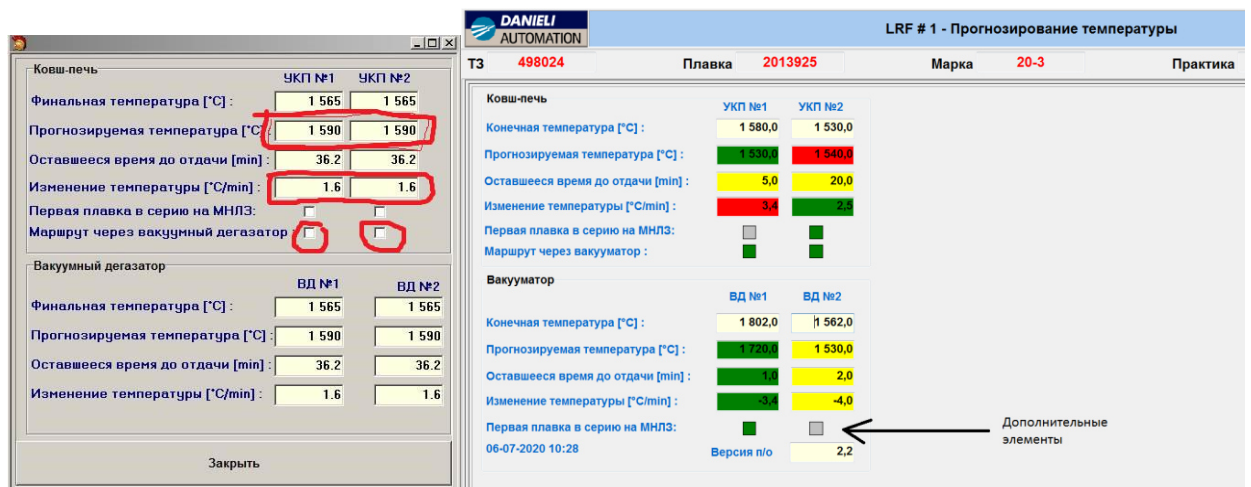 Ковш-печь
УКП №1 УКП №2
Финальная температура [°C] : 1 565 1 565
Прогнозируемая температура [°C] : 1 590 1 590
Оставшееся время до отдачи [min] : 36.2 36.2
Изменение температуры [°C/min] : 1.6 1.6
Первая плавка в серию на МНЛЗ:
Маршрут через вакуумный дегазатор :
Вакуумный дегазатор
ВД №1 ВД №2
Финальная температура [°C] : 1 565 1 565
Прогнозируемая температура [°C] : 1 590 1 590
Оставшееся время до отдачи [min] : 36.2 36.2
Изменение температуры [°C/min] : 1.6 1.6
Закрыть
DANIELI
AUTOMATION
LRF # 1 - Прогнозирование температуры
ТЗ 498024 Плавка 2013925 Марка 20-3 Практика
Ковш-печь
УКП №1 УКП №2
Конечная температура [°C] : 1 580,0 1 530,0
Прогнозируемая температура [°C] : 1 530,0 1 540,0
Оставшееся время до отдачи [min] : 5,0 20,0
Изменение температуры [°C/min] : 3,4 2,5
Первая плавка в серию на МНЛЗ:
Маршрут через вакууматор :
Вакууматор
ВД №1 ВД №2
Конечная температура [°C] : 1 802,0 1 562,0
Прогнозируемая температура [°C] : 1 720,0 1 530,0
Оставшееся время до отдачи [min] : 1,0 2,0
Изменение температуры [°C/min] : -3,4 -4,0
Первая плавка в серию на МНЛЗ:
06-07-2020 10:28 Версия п/о 2,2
Дополнительные
элементы